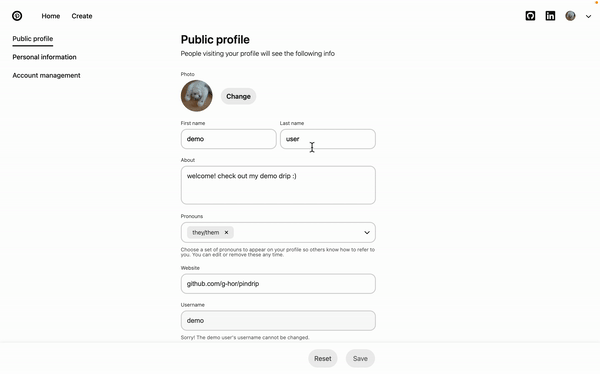 Home Create
Public profile
Personal information
Account management
Public profile
People visiting your profile will see the following info
Photo
Change
First name Last name
demo user
About
welcome! check out my demo drip :)
Pronouns
they/them ×
Choose a set of pronouns to appear on your profile so others know how to refer to
you. You can edit or remove these any time.
Website
github.com/g-hor/pindrip
Username
demo
Sorry! The demo user's username cannot be changed.
Reset Save